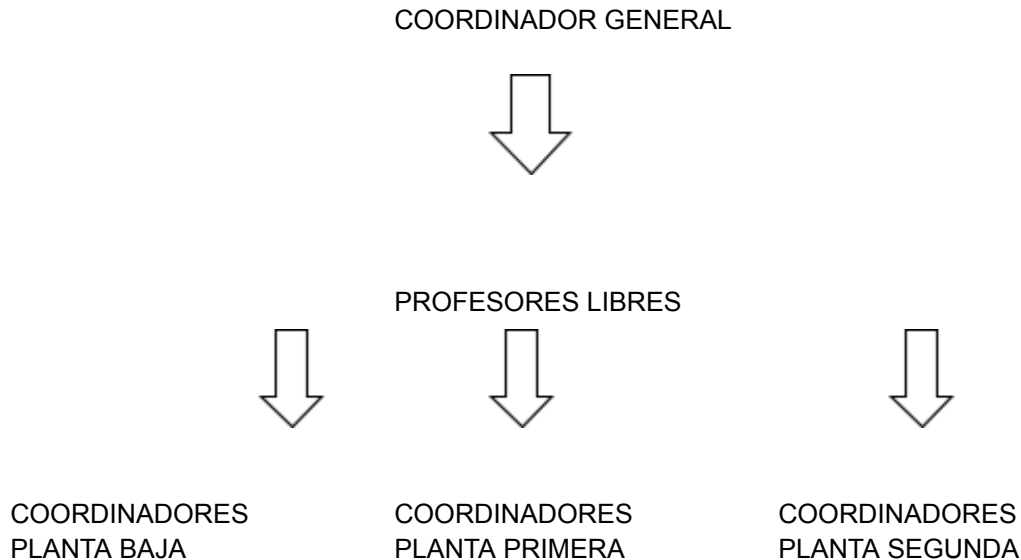 COORDINADOR GENERAL
PROFESORES LIBRES
COORDINADORES
PLANTA BAJA
COORDINADORES
PLANTA PRIMERA
COORDINADORES
PLANTA SEGUNDA